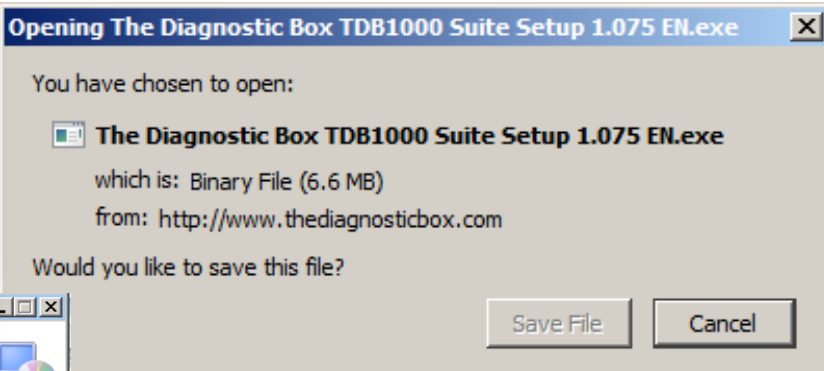 Opening The Diagnostic Box TDB1000 Suite Setup 1.075 EN.exe
You have chosen to open:
The Diagnostic Box TDB1000 Suite Setup 1.075 EN.exe
which is: Binary File (6.6 MB)
from: http://www.thediagnosticbox.com
Would you like to save this file?
Save File Cancel